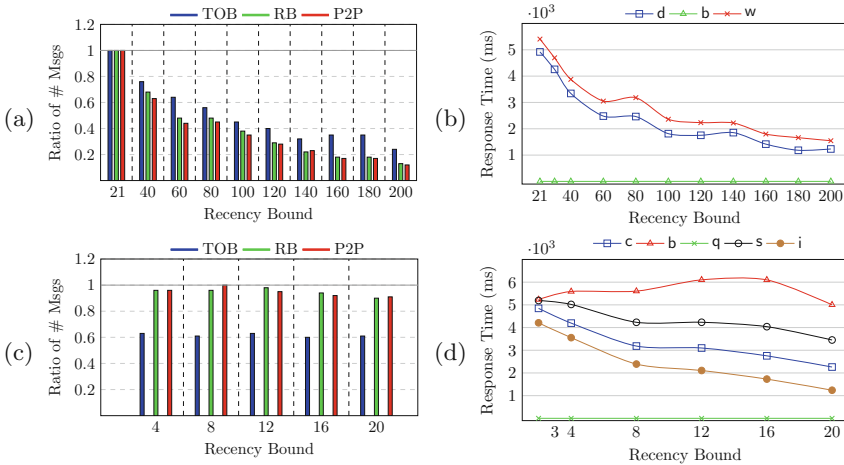 (a)
TOB RB P2P
Ratio of # Msgs
1.2
1
0.8
0.6
0.4
0.2
21 40 60 80 100 120 140 160 180 200
Recency Bound
(b)
d b w
·10³
Response Time (ms)
5
4
3
2
1
21 40 60 80 100 120 140 160 180 200
Recency Bound
(c)
TOB RB P2P
Ratio of # Msgs
1.2
1
0.8
0.6
0.4
0.2
4 8 12 16 20
Recency Bound
(d)
c b q s i
·10³
Response Time (ms)
6
5
4
3
2
1
3 4 8 12 16 20
Recency Bound